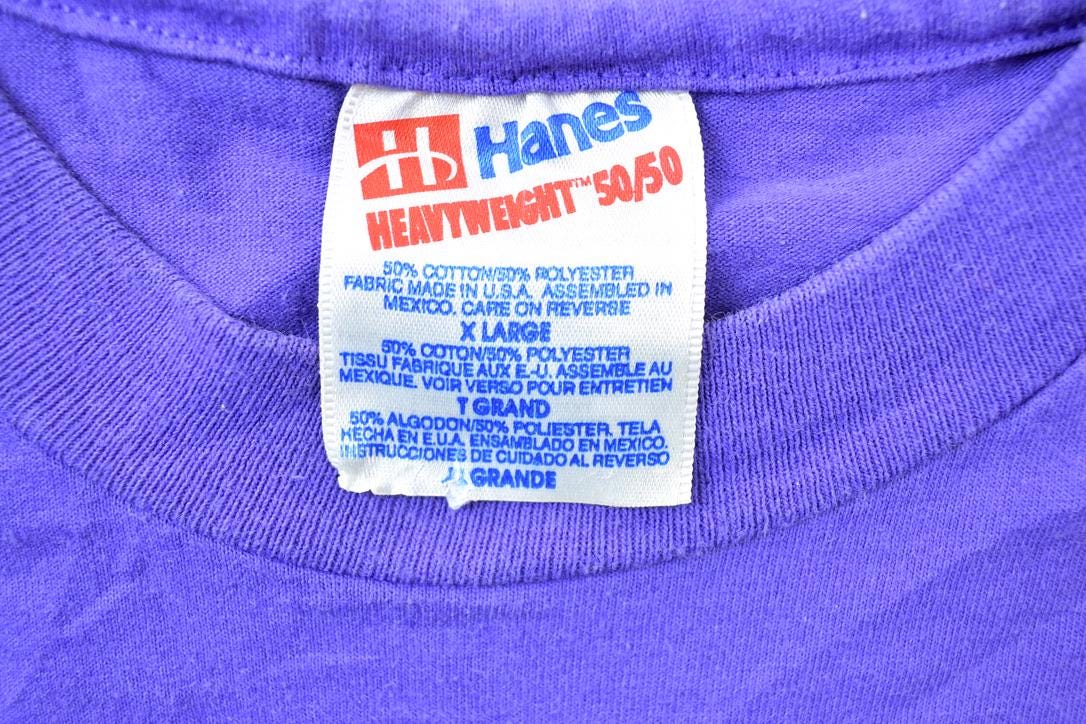 H Hanes
HEAVYWEIGHT™ 50/50
50% COTTON/50% POLYESTER
FABRIC MADE IN U.S.A. ASSEMBLED IN
MEXICO. CARE ON REVERSE
X LARGE
50% COTON/50% POLYESTER
TISSU FABRIQUE AUX E.-U. ASSEMBLE AU
MEXIQUE. VOIR VERSO POUR ENTRETIEN
T GRAND
50% ALGODON/50% POLIESTER. TELA
HECHA EN E.U.A. ENSAMBLADO EN MEXICO.
INSTRUCCIONES DE CUIDADO AL REVERSO
GRANDE